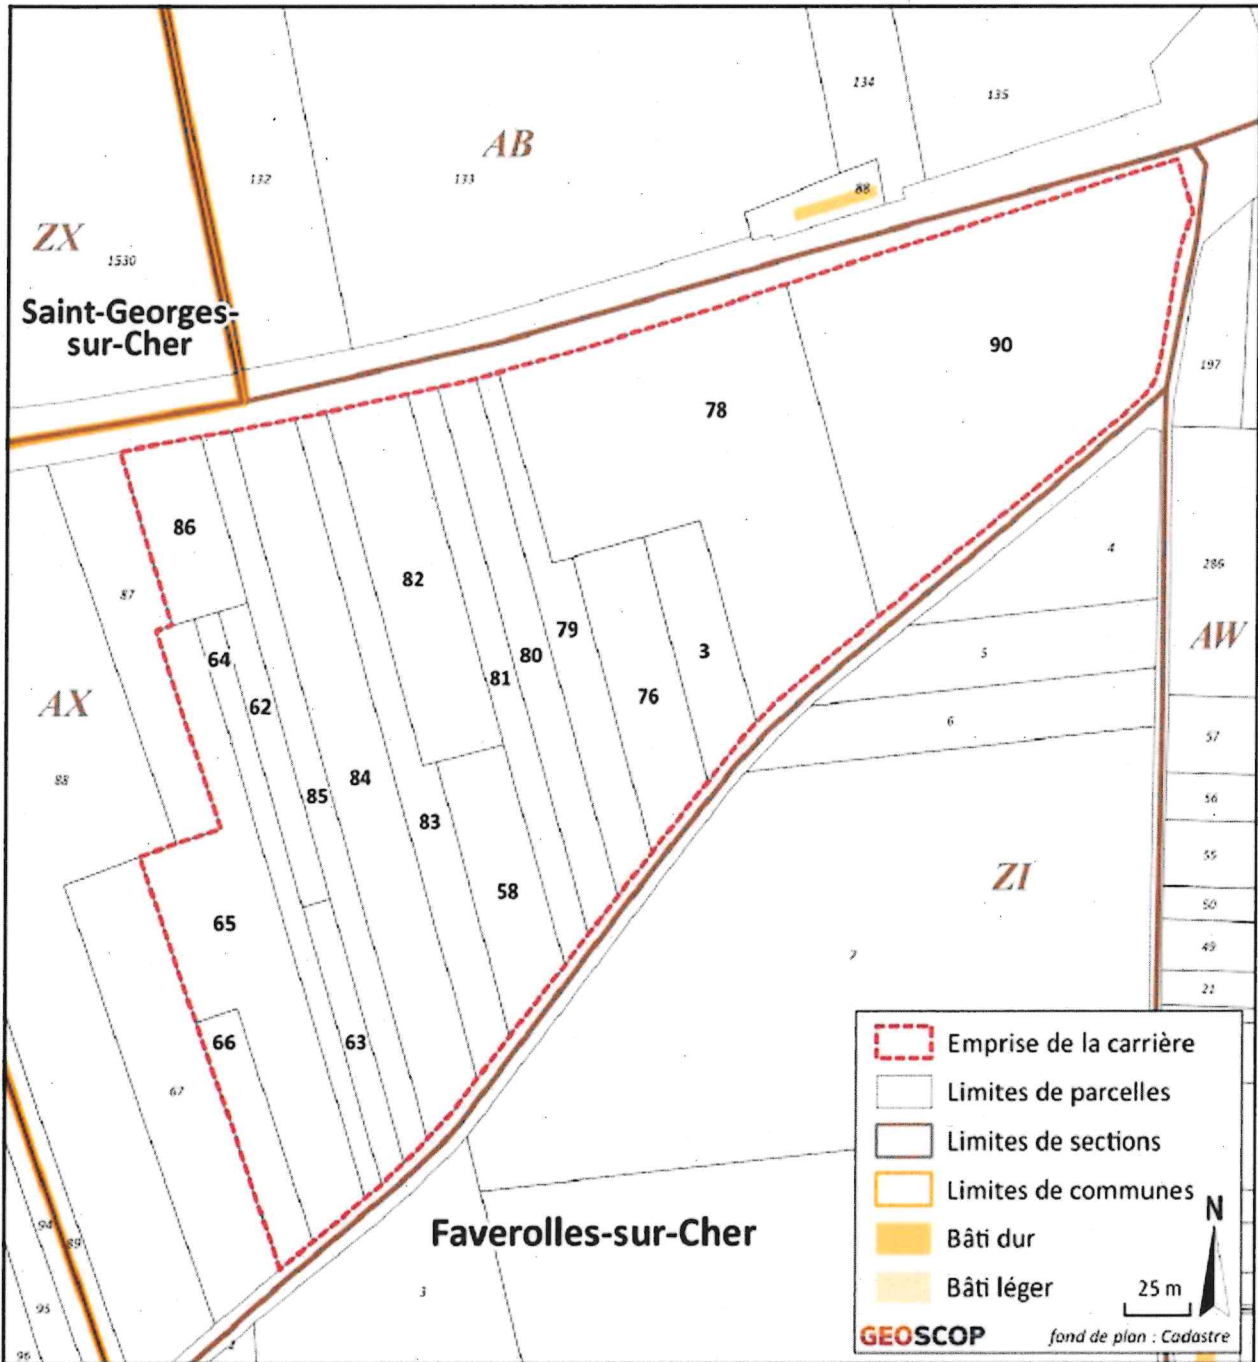 234
135
AB
132
133
88
ZX
1530
Saint-Georges-
sur-Cher
90
197
78
86
82
4
286
87
79
64
80
3
AW
5
81
62
76
AX
6
57
88
84
85
56
83
55
ZI
58
50
65
49
7
21
66
63
67
Emprise de la carrière
Limites de parcelles
Limites de sections
Limites de communes
Bâti dur
Bâti léger
N
25 m
GEOSCOP
fond de plan : Cadastre
94
89
Faverolles-sur-Cher
3
95
2
96